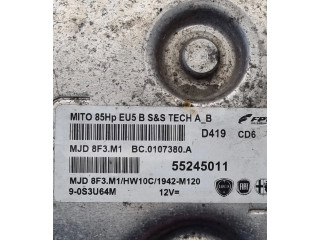 MITO 85Hp EU5 B S&S TECH A_B
D419 CD6
MJD 8F3.M1 BC.0107380.A
55245011
MJD 8F3.M1/HW10C/1942-M120
9-0S3U64M 12V=